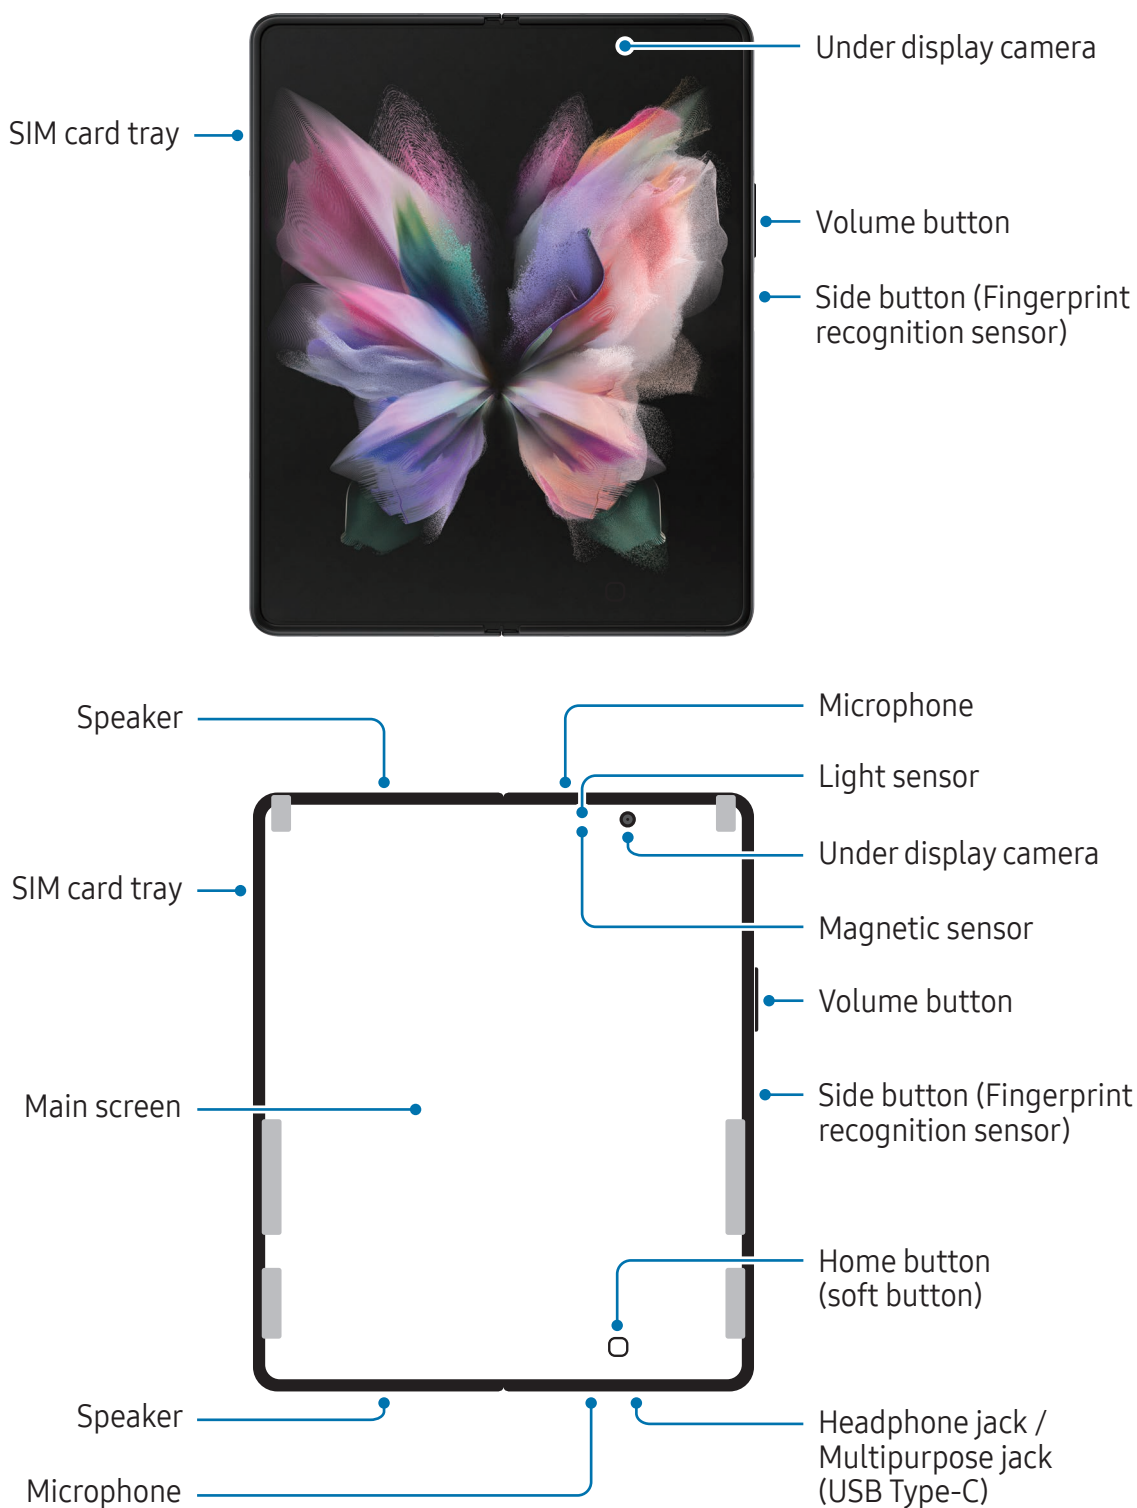 Under display camera
SIM card tray
Volume button
Side button (Fingerprint
recognition sensor)
Speaker
Microphone
Light sensor
Under display camera
SIM card tray
Magnetic sensor
Volume button
Main screen
Side button (Fingerprint
recognition sensor)
Home button
(soft button)
Speaker
Headphone jack /
Multipurpose jack
(USB Type-C)
Microphone